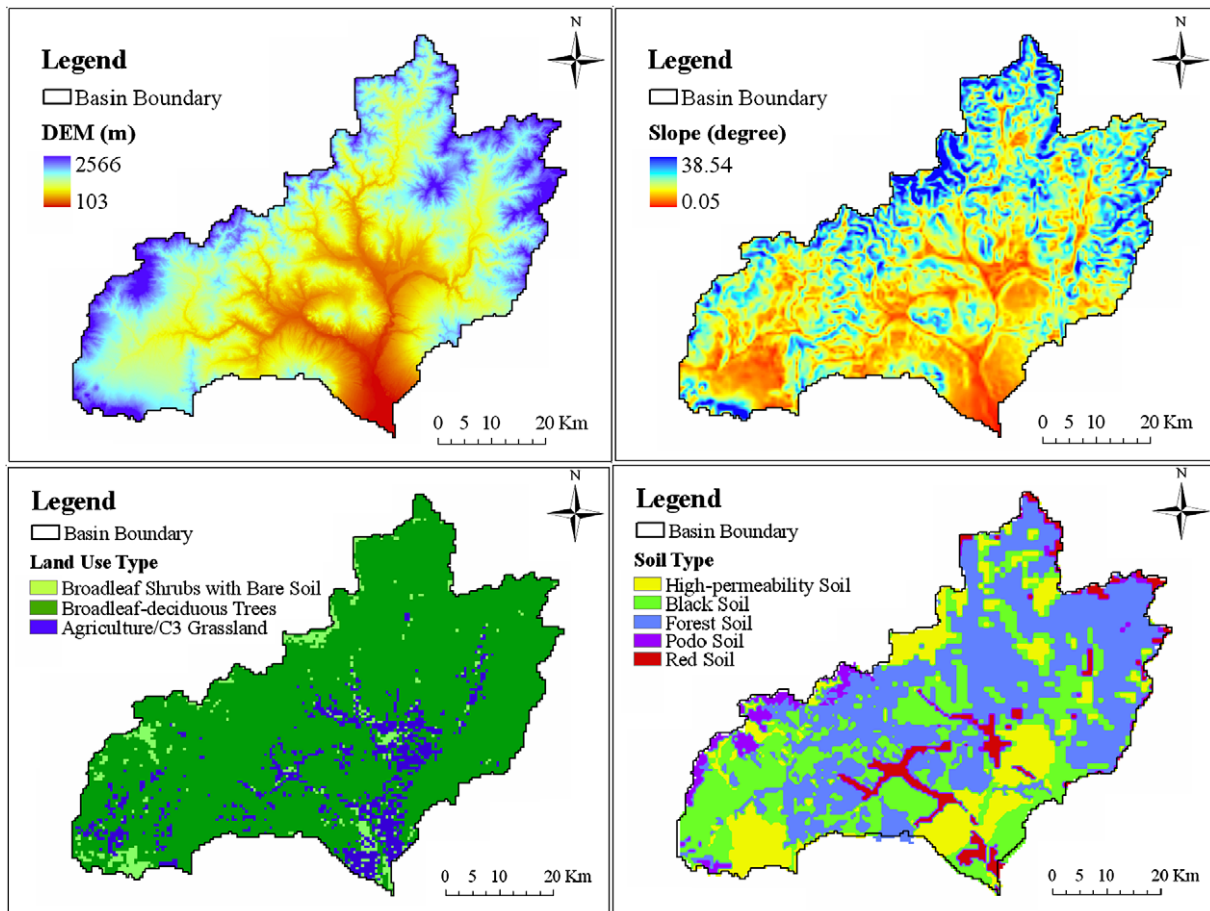 N
Legend
Basin Boundary
DEM (m)
2566
103
0 5 10 20 Km
N
Legend
Basin Boundary
Slope (degree)
38.54
0.05
0 5 10 20 Km
N
Legend
Basin Boundary
Land Use Type
Broadleaf Shrubs with Bare Soil
Broadleaf-deciduous Trees
Agriculture/C3 Grassland
0 5 10 20 Km
N
Legend
Basin Boundary
Soil Type
High-permeability Soil
Black Soil
Forest Soil
Podo Soil
Red Soil
0 5 10 20 Km